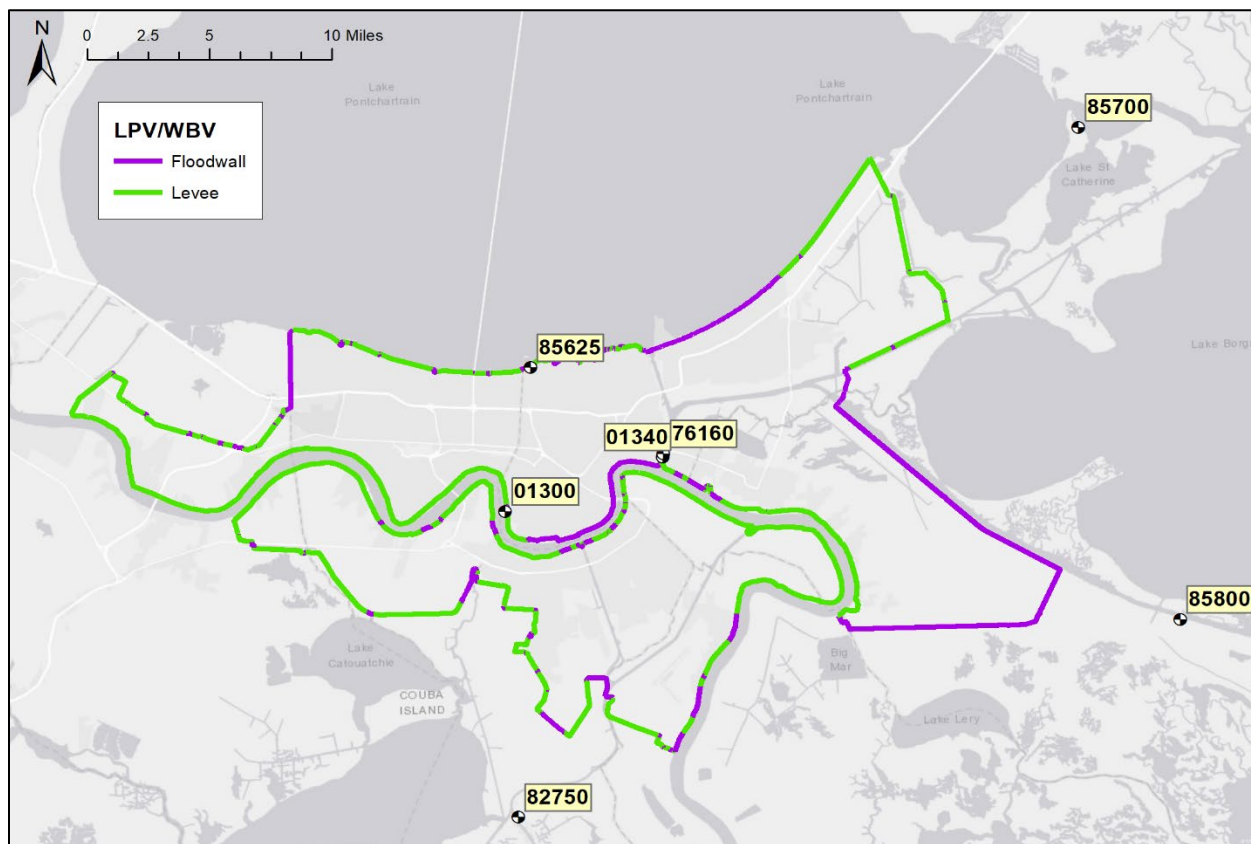 N
0 2.5 5 10 Miles
LPV/WBV
Floodwall
Levee
Lake
Pontchartrain
Lake
Pontchartrain
85700
Lake St
Catherine
85625
Lake Borg
01340
76160
01300
85800
Lake
Catouatchie
COUBA
ISLAND
Big
Mar
Lake Lery
82750